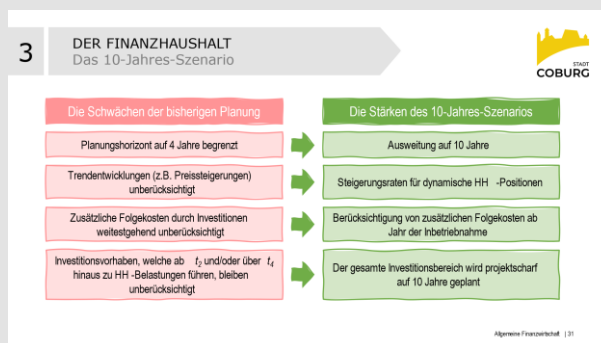 3
DER FINANZHAUSHALT
Das 10-Jahres-Szenario
STADT
COBURG
Die Schwächen der bisherigen Planung
Die Stärken des 10-Jahres-Szenarios
Planungshorizont auf 4 Jahre begrenzt
Ausweitung auf 10 Jahre
Trendentwicklungen (z.B. Preissteigerungen)
unberücksichtigt
Steigerungsraten für dynamische HH -Positionen
Zusätzliche Folgekosten durch Investitionen
weitestgehend unberücksichtigt
Berücksichtigung von zusätzlichen Folgekosten ab
Jahr der Inbetriebnahme
Investitionsvorhaben, welche ab t2 und/oder über t4
hinaus zu HH -Belastungen führen, bleiben
unberücksichtigt
Der gesamte Investitionsbereich wird projektscharf
auf 10 Jahre geplant
Allgemeine Finanzwirtschaft | 31